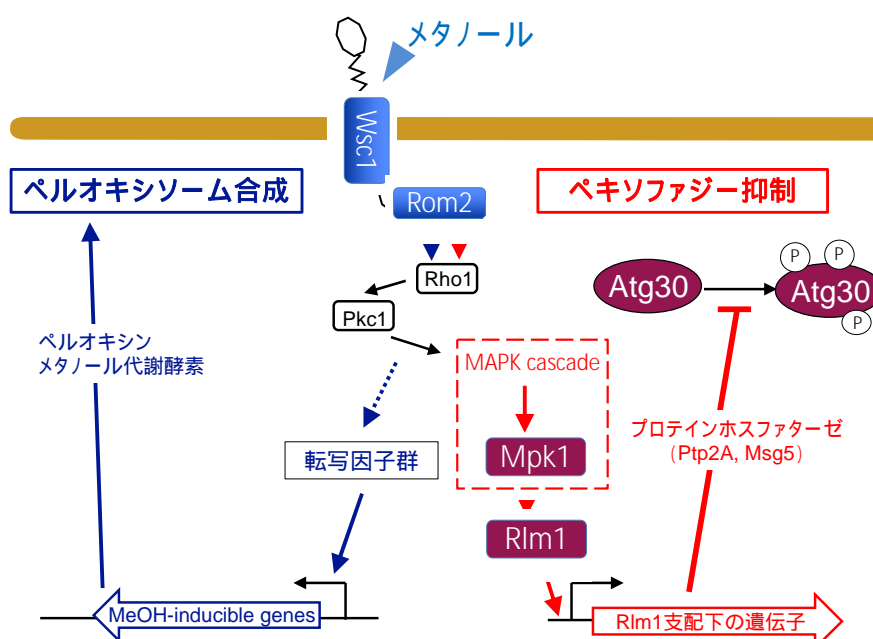 メタノール
Wsc1
ペルオキシソーム合成
ペキソファジー抑制
Rom2
Rho1
Pkc1
Atg30
Atg30
P
P
P
ペルオキシン
メタノール代謝酵素
MAPK cascade
プロテインホスファターゼ
(Ptp2A, Msg5)
転写因子群
Mpk1
Rlm1
MeOH-inducible genes
Rlm1支配下の遺伝子